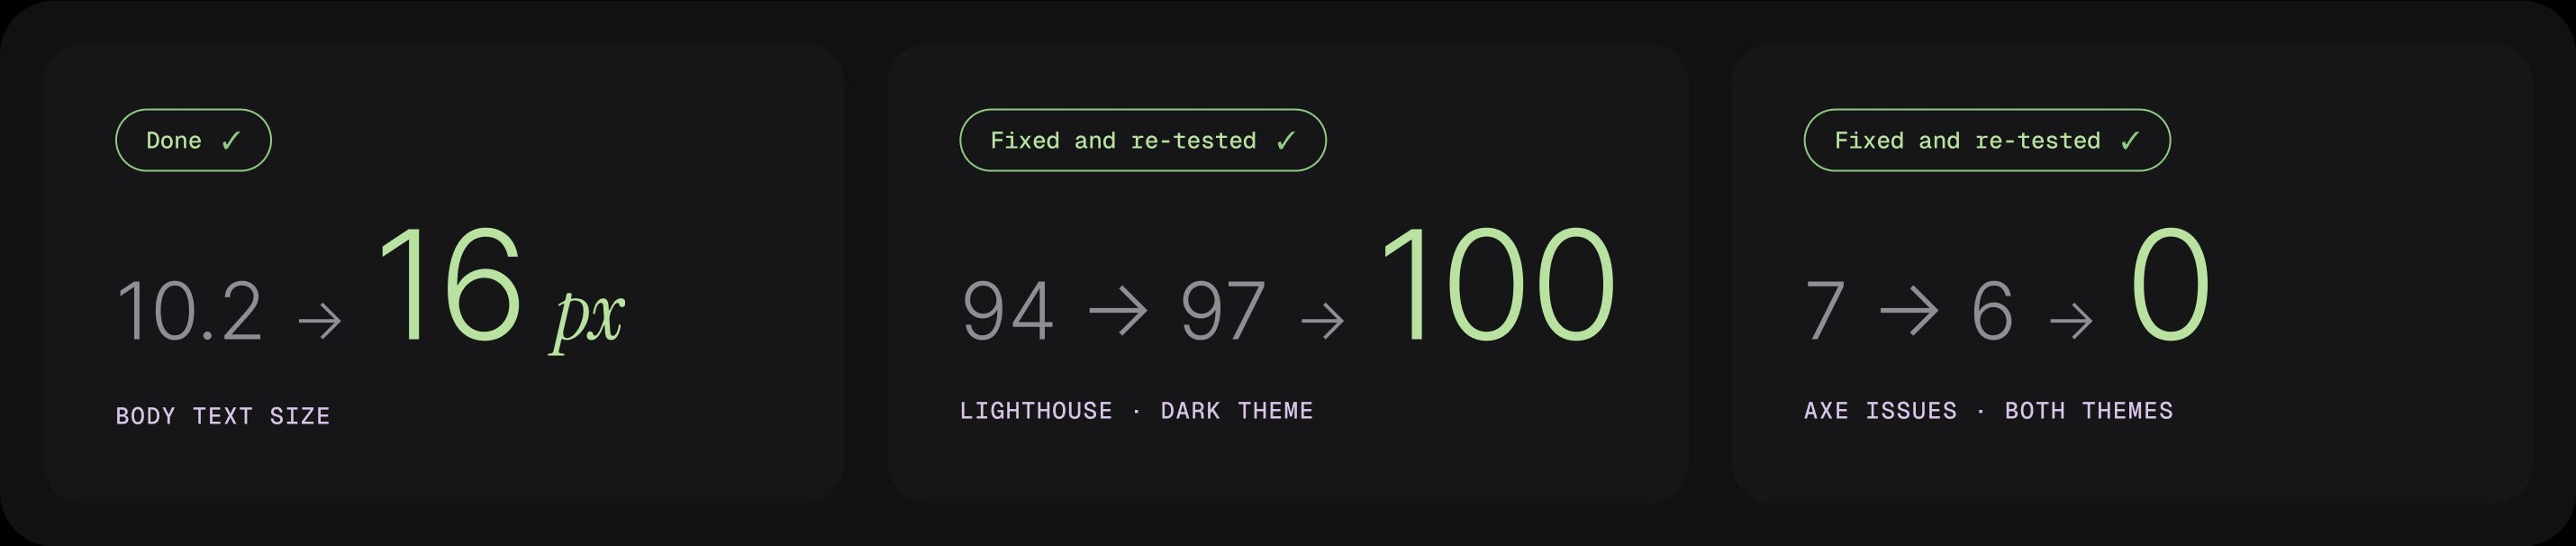 Done ✓
10.2 → 16 px
BODY TEXT SIZE
Fixed and re-tested ✓
94 → 97 → 100
LIGHTHOUSE · DARK THEME
Fixed and re-tested ✓
7 → 6 → 0
AXE ISSUES · BOTH THEMES